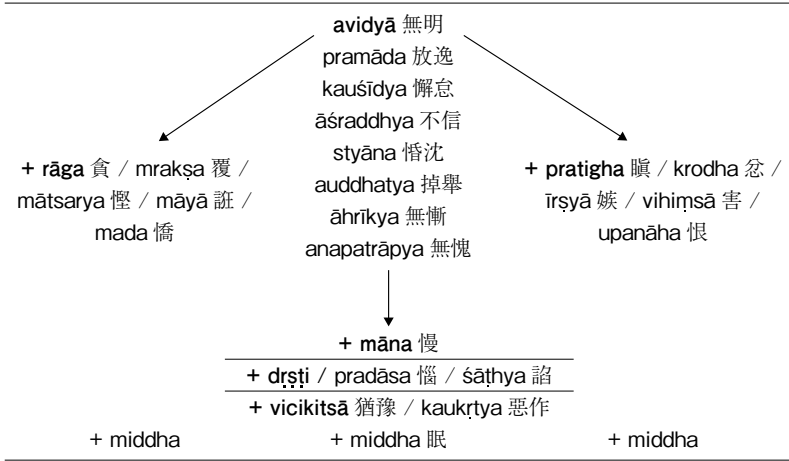 avidyā 無明
pramāda 放逸
kauśīdya 懈怠
āśraddhya 不信
styāna 惛沈
auddhatya 掉舉
āhrīkya 無慚
anapatrāpya 無愧
+ rāga 貪 / mrakṣa 覆 /
mātsarya 慳 / māyā 誑 /
mada 憍
+ pratigha 瞋 / krodha 忿 /
īrṣyā 嫉 / vihiṃsā 害 /
upanāha 恨
+ māna 慢
+ dṛṣṭi / pradāsa 惱 / śāṭhya 諂
+ vicikitsā 猶豫 / kaukṛtya 惡作
+ middha
+ middha 眠
+ middha